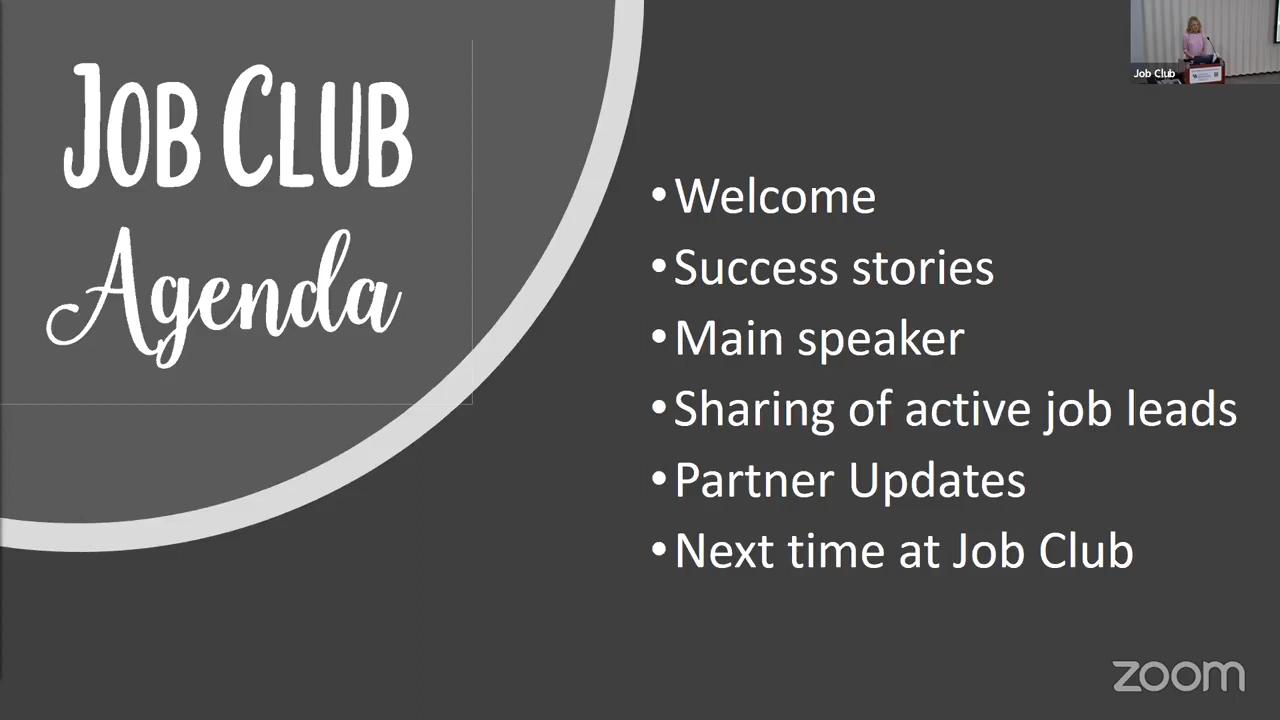 JOB CLUB
Agenda
• Welcome
• Success stories
• Main speaker
• Sharing of active job leads
• Partner Updates
• Next time at Job Club
Job Club
zoom